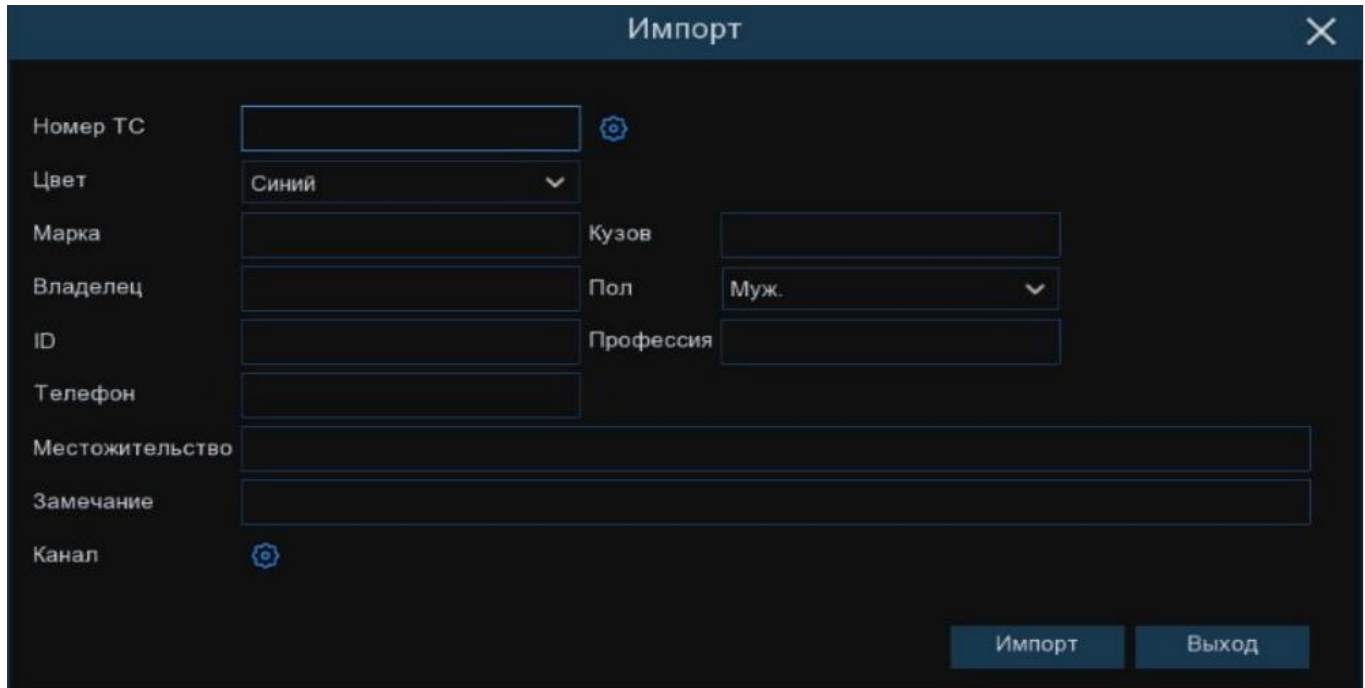 Импорт
Номер ТС
Цвет Синий
Марка Кузов
Владелец Пол Муж.
ID Профессия
Телефон
Местожительство
Замечание
Канал
Импорт Выход